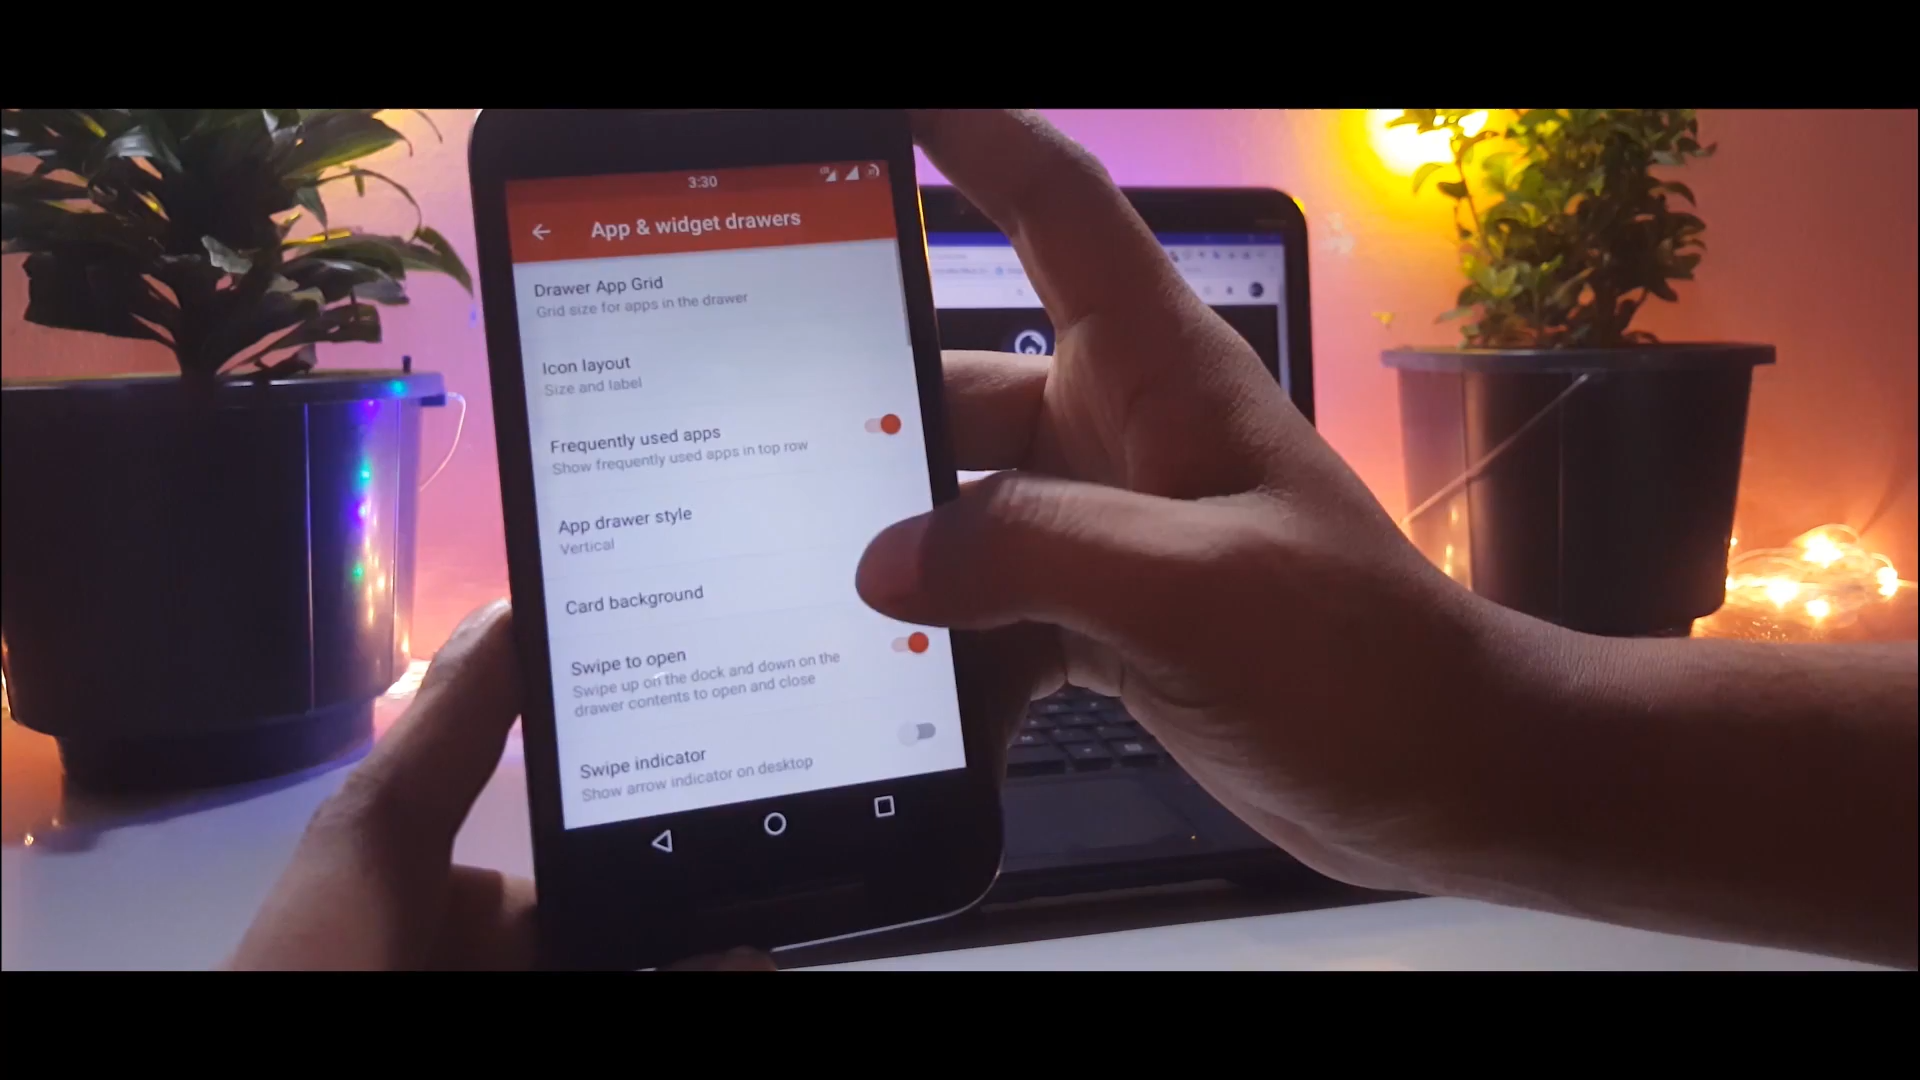 3:30
App & widget drawers
Drawer App Grid
Grid size for apps in the drawer
Icon layout
Size and label
Frequently used apps
Show frequently used apps in top row
App drawer style
Vertical
Card background
Swipe to open
Swipe up on the dock and down on the
drawer contents to open and close
Swipe indicator
Show arrow indicator on desktop